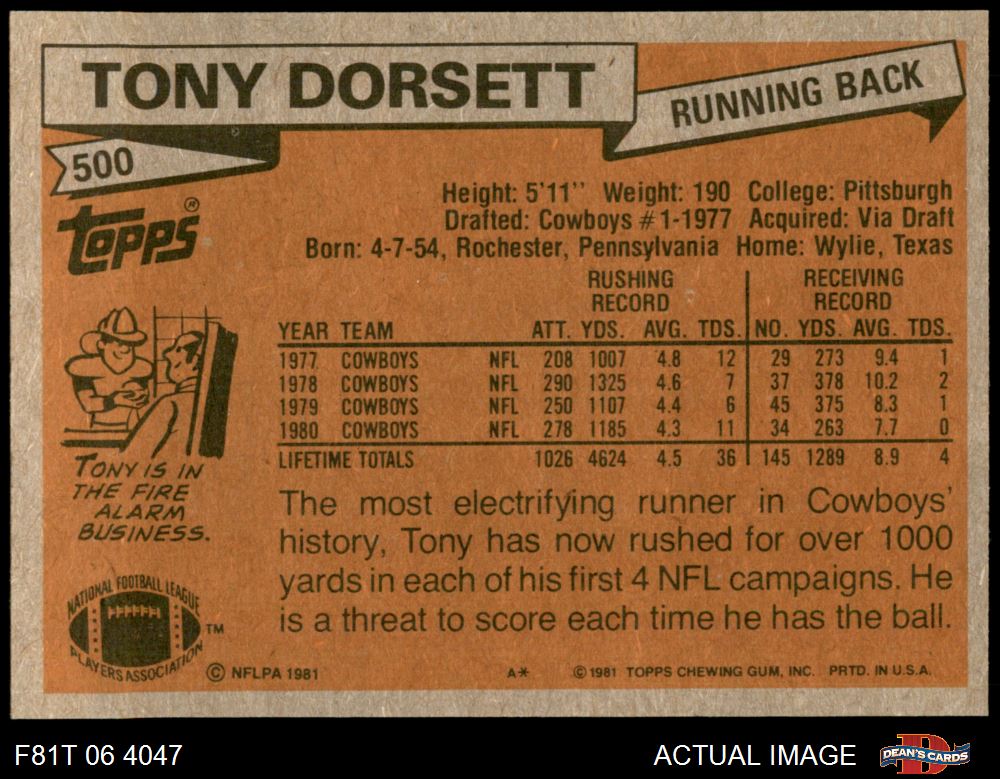 TONY DORSETT
RUNNING BACK
500
TOPPS®
Height: 5'11'' Weight: 190 College: Pittsburgh
Drafted: Cowboys #1-1977 Acquired: Via Draft
Born: 4-7-54, Rochester, Pennsylvania Home: Wylie, Texas
RUSHING RECORD RECEIVING RECORD
YEAR TEAM ATT. YDS. AVG. TDS. NO. YDS. AVG. TDS.
1977 COWBOYS NFL 208 1007 4.8 12 29 273 9.4 1
1978 COWBOYS NFL 290 1325 4.6 7 37 378 10.2 2
1979 COWBOYS NFL 250 1107 4.4 6 45 375 8.3 1
1980 COWBOYS NFL 278 1185 4.3 11 34 263 7.7 0
LIFETIME TOTALS 1026 4624 4.5 36 145 1289 8.9 4
TONY IS IN
THE FIRE
ALARM
BUSINESS.
The most electrifying runner in Cowboys'
history, Tony has now rushed for over 1000
yards in each of his first 4 NFL campaigns. He
is a threat to score each time he has the ball.
NATIONAL FOOTBALL LEAGUE
PLAYERS ASSOCIATION
TM
© NFLPA 1981 A* © 1981 TOPPS CHEWING GUM, INC. PRTD. IN U.S.A.
F81T 06 4047 ACTUAL IMAGE DEAN'S CARDS